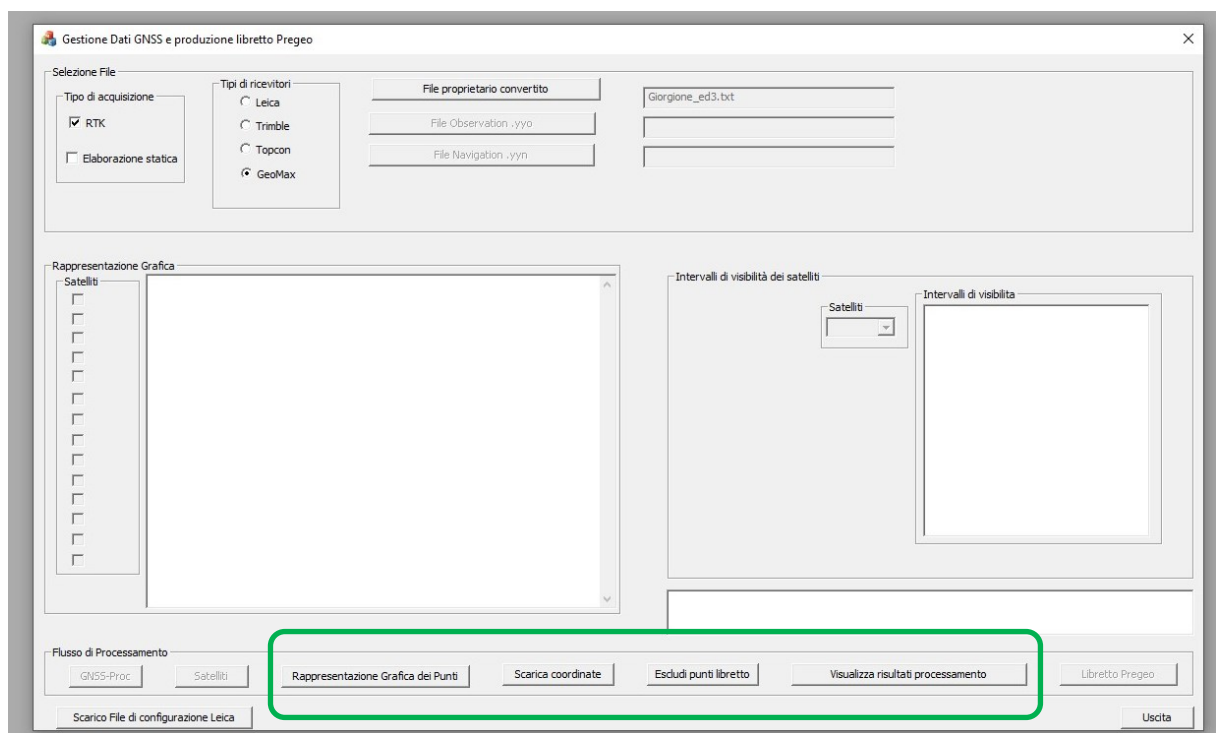 Gestione Dati GNSS e produzione libretto Pregeo
Selezione File
Tipo di acquisizione
RTK
Elaborazione statica
Tipi di ricevitori
Leica
Trimble
Topcon
GeoMax
File proprietario convertito
Giorgione_ed3.txt
File Observation .yyo
File Navigation .yyn
Rappresentazione Grafica
Satelliti
Intervalli di visibilità dei satelliti
Satelliti
Intervalli di visibilita
Flusso di Processamento
GNSS-Proc
Satelliti
Rappresentazione Grafica dei Punti
Scarica coordinate
Escludi punti libretto
Visualizza risultati processamento
Libretto Pregeo
Scarico File di configurazione Leica
Uscita